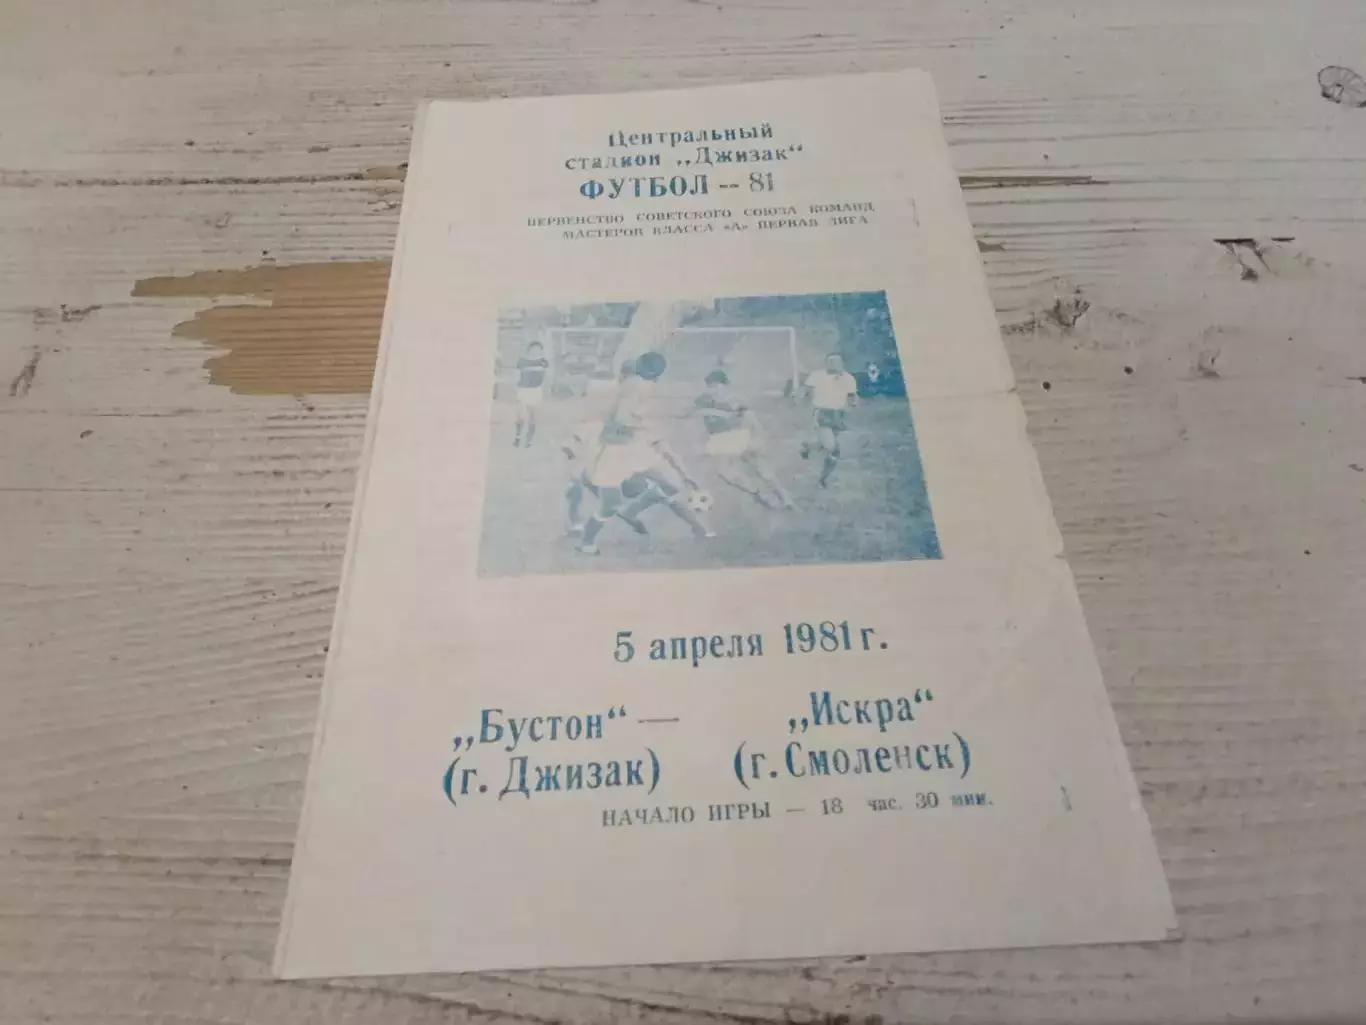 Центральный
стадион „Джизак“
ФУТБОЛ -- 81
ПЕРВЕНСТВО СОВЕТСКОГО СОЮЗА КОМАНД
МАСТЕРОВ КЛАССА «А» ПЕРВАЯ ЛИГА
5 апреля 1981 г.
„Бустон“ — „Искра“
(г. Джизак) (г. Смоленск)
НАЧАЛО ИГРЫ — 18 час. 30 мин.